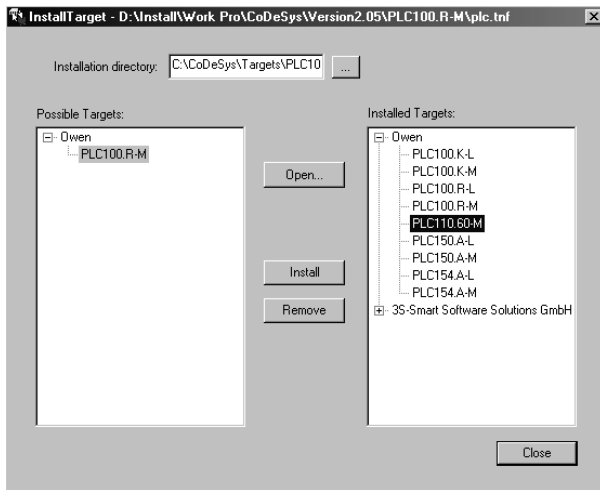 InstallTarget - D:\Install\Work Pro\CoDeSys\Version2.05\PLC100.R-M\plc.tnf
Installation directory: C:\CoDeSys\Targets\PLC10 ...
Possible Targets:
Owen
PLC100.R-M
Open...
Install
Remove
Installed Targets:
Owen
PLC100.K-L
PLC100.K-M
PLC100.R-L
PLC100.R-M
PLC110.60-M
PLC150.A-L
PLC150.A-M
PLC154.A-L
PLC154.A-M
3S-Smart Software Solutions GmbH
Close